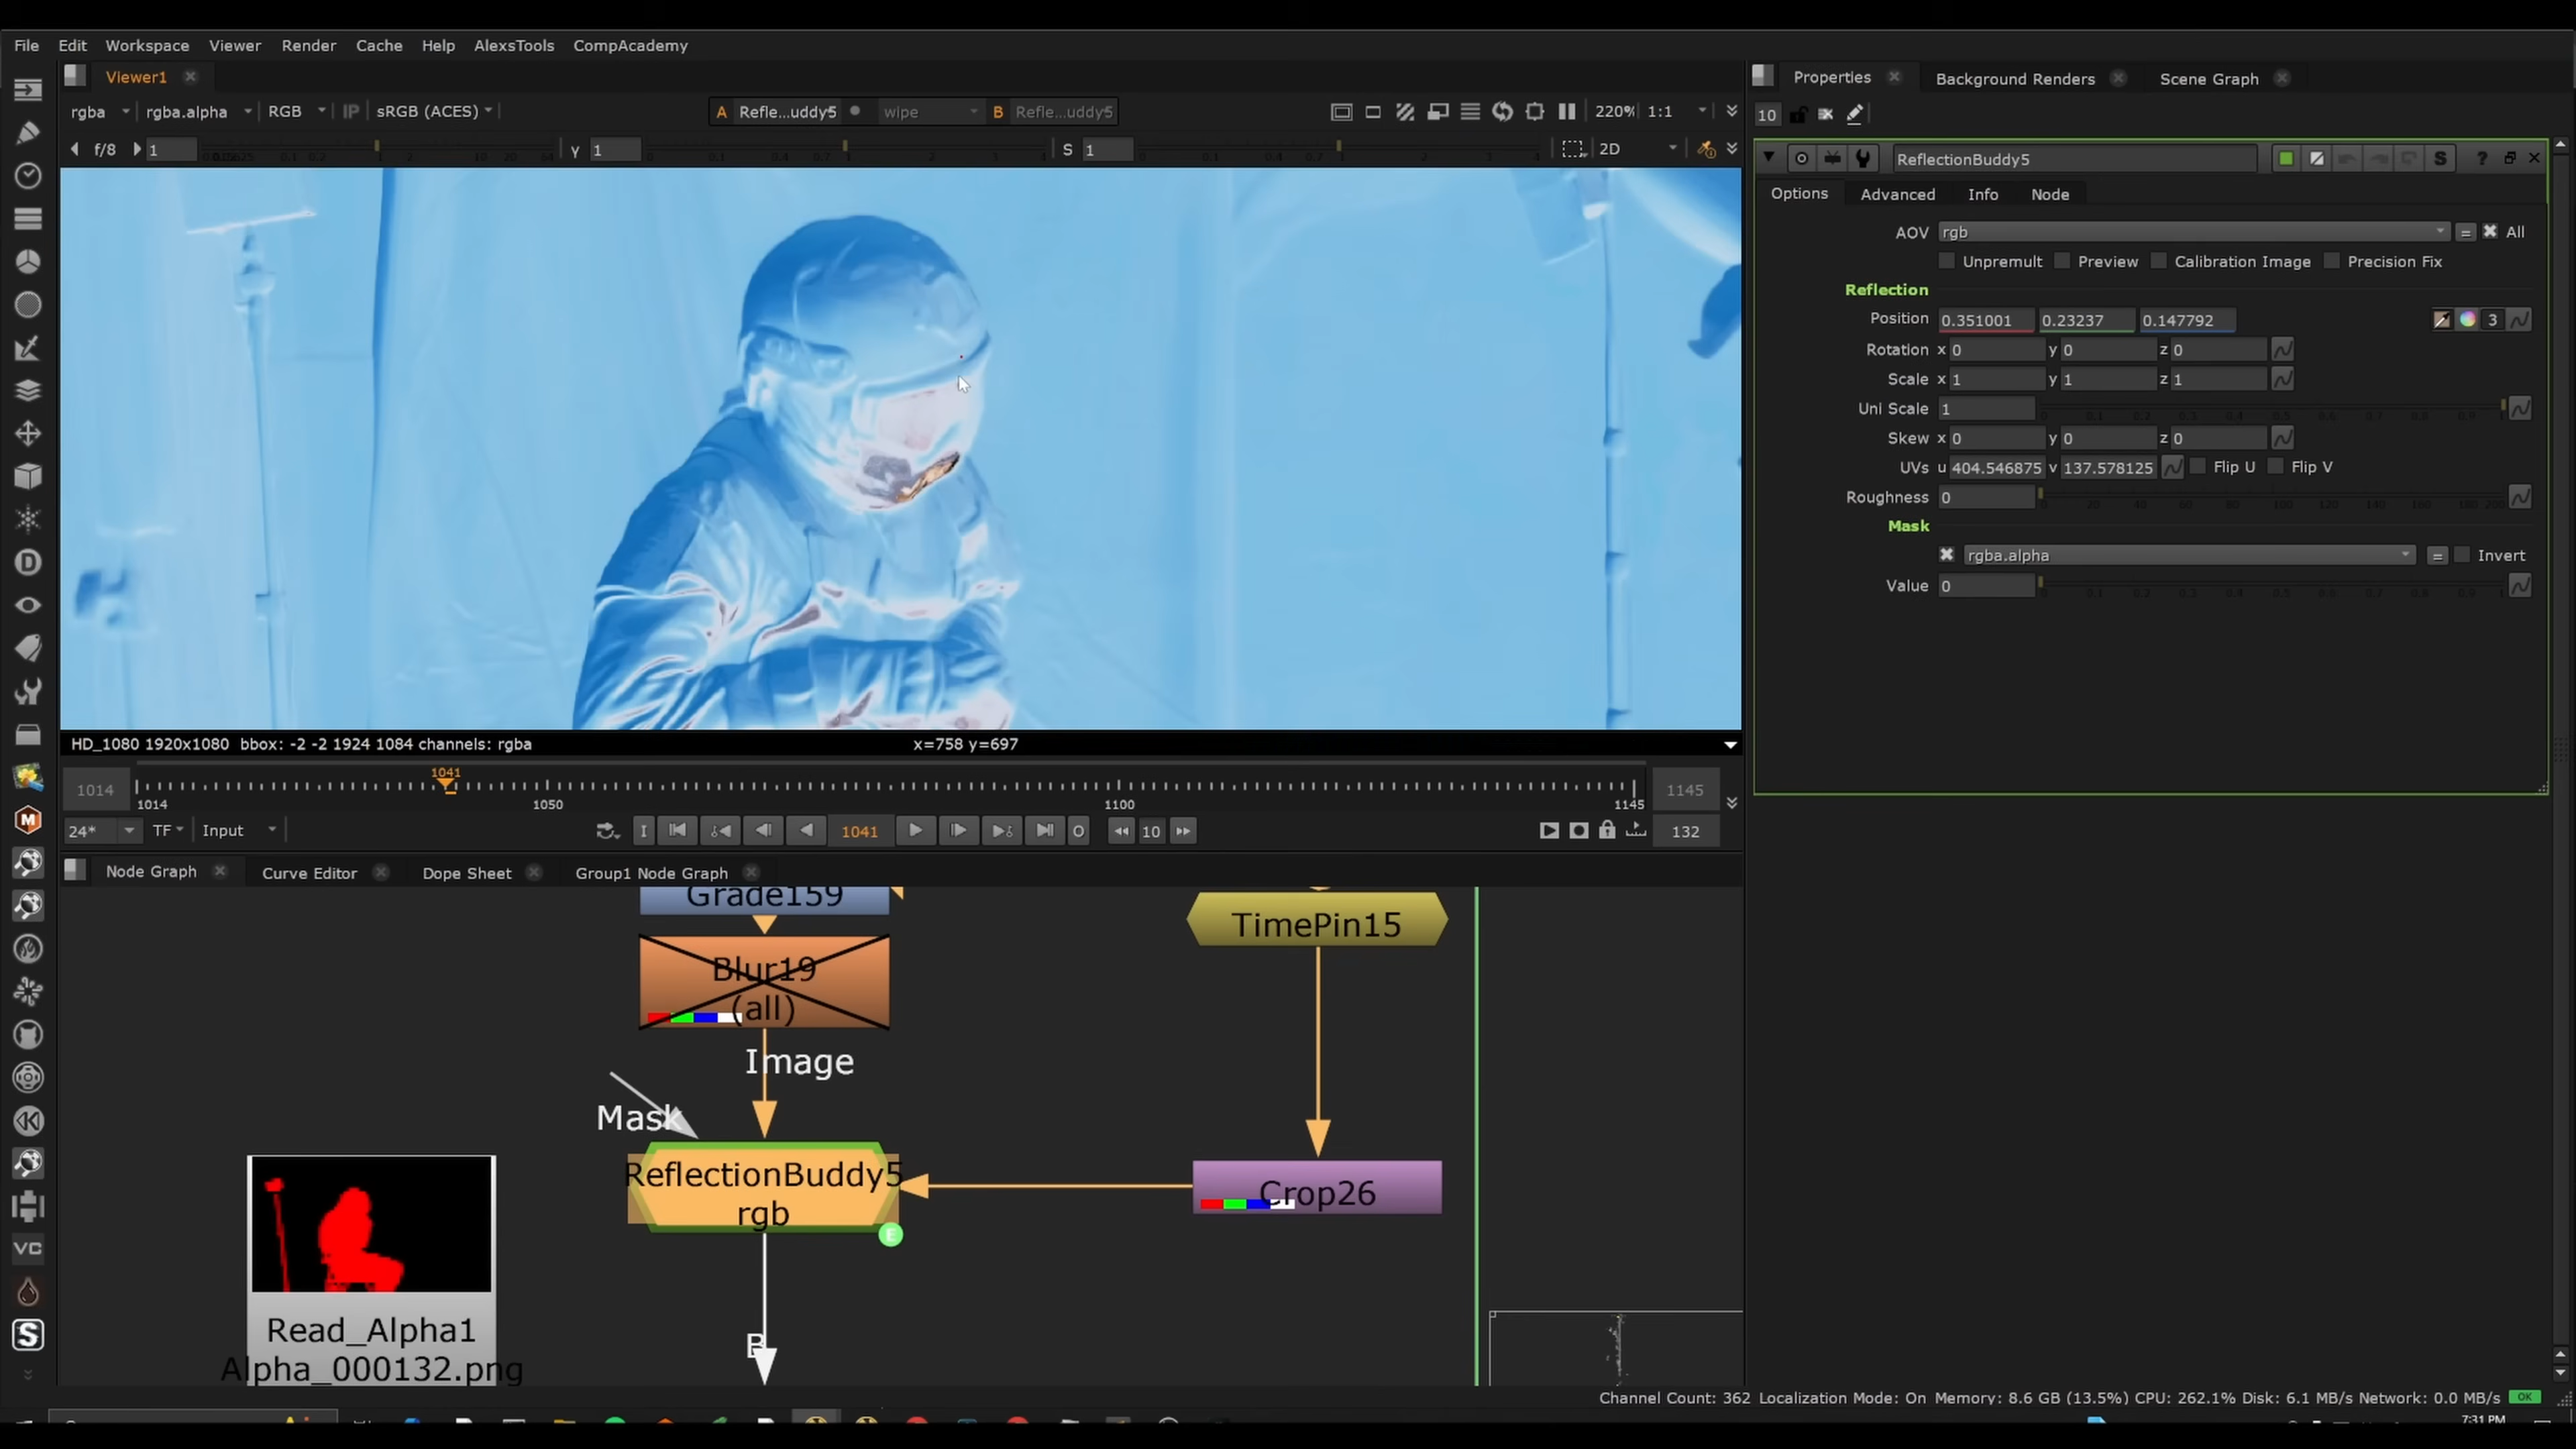 File Edit Workspace Viewer Render Cache Help AlexsTools CompAcademy
Viewer1
Properties Background Renders Scene Graph
rgba rgba.alpha RGB IP sRGB (ACES) A Refle...uddy5 wipe B Refle...uddy5 220% 1:1
10
f/8 1 y 1 S 1 2D
ReflectionBuddy5 S ?
Options Advanced Info Node
AOV rgb = All
Unpremult Preview Calibration Image Precision Fix
Reflection
Position 0.351001 0.23237 0.147792 3
Rotation x 0 y 0 z 0
Scale x 1 y 1 z 1
Uni Scale 1
Skew x 0 y 0 z 0
UVs u 404.546875 v 137.578125 Flip U Flip V
Roughness 0
Mask
rgba.alpha = Invert
Value 0
HD_1080 1920x1080 bbox: -2 -2 1924 1084 channels: rgba x=758 y=697
1041
1014 1145
1014 1050 1100 1145
24* TF Input I 1041 O 10 132
Node Graph Curve Editor Dope Sheet Group1 Node Graph
Grade159
TimePin15
Blur19
(all)
Image
Mask
ReflectionBuddy5
rgb
E
Crop26
B
Read_Alpha1
Alpha_000132.png
D
M
VC
S
Channel Count: 362 Localization Mode: On Memory: 8.6 GB (13.5%) CPU: 262.1% Disk: 6.1 MB/s Network: 0.0 MB/s OK
7:31 PM